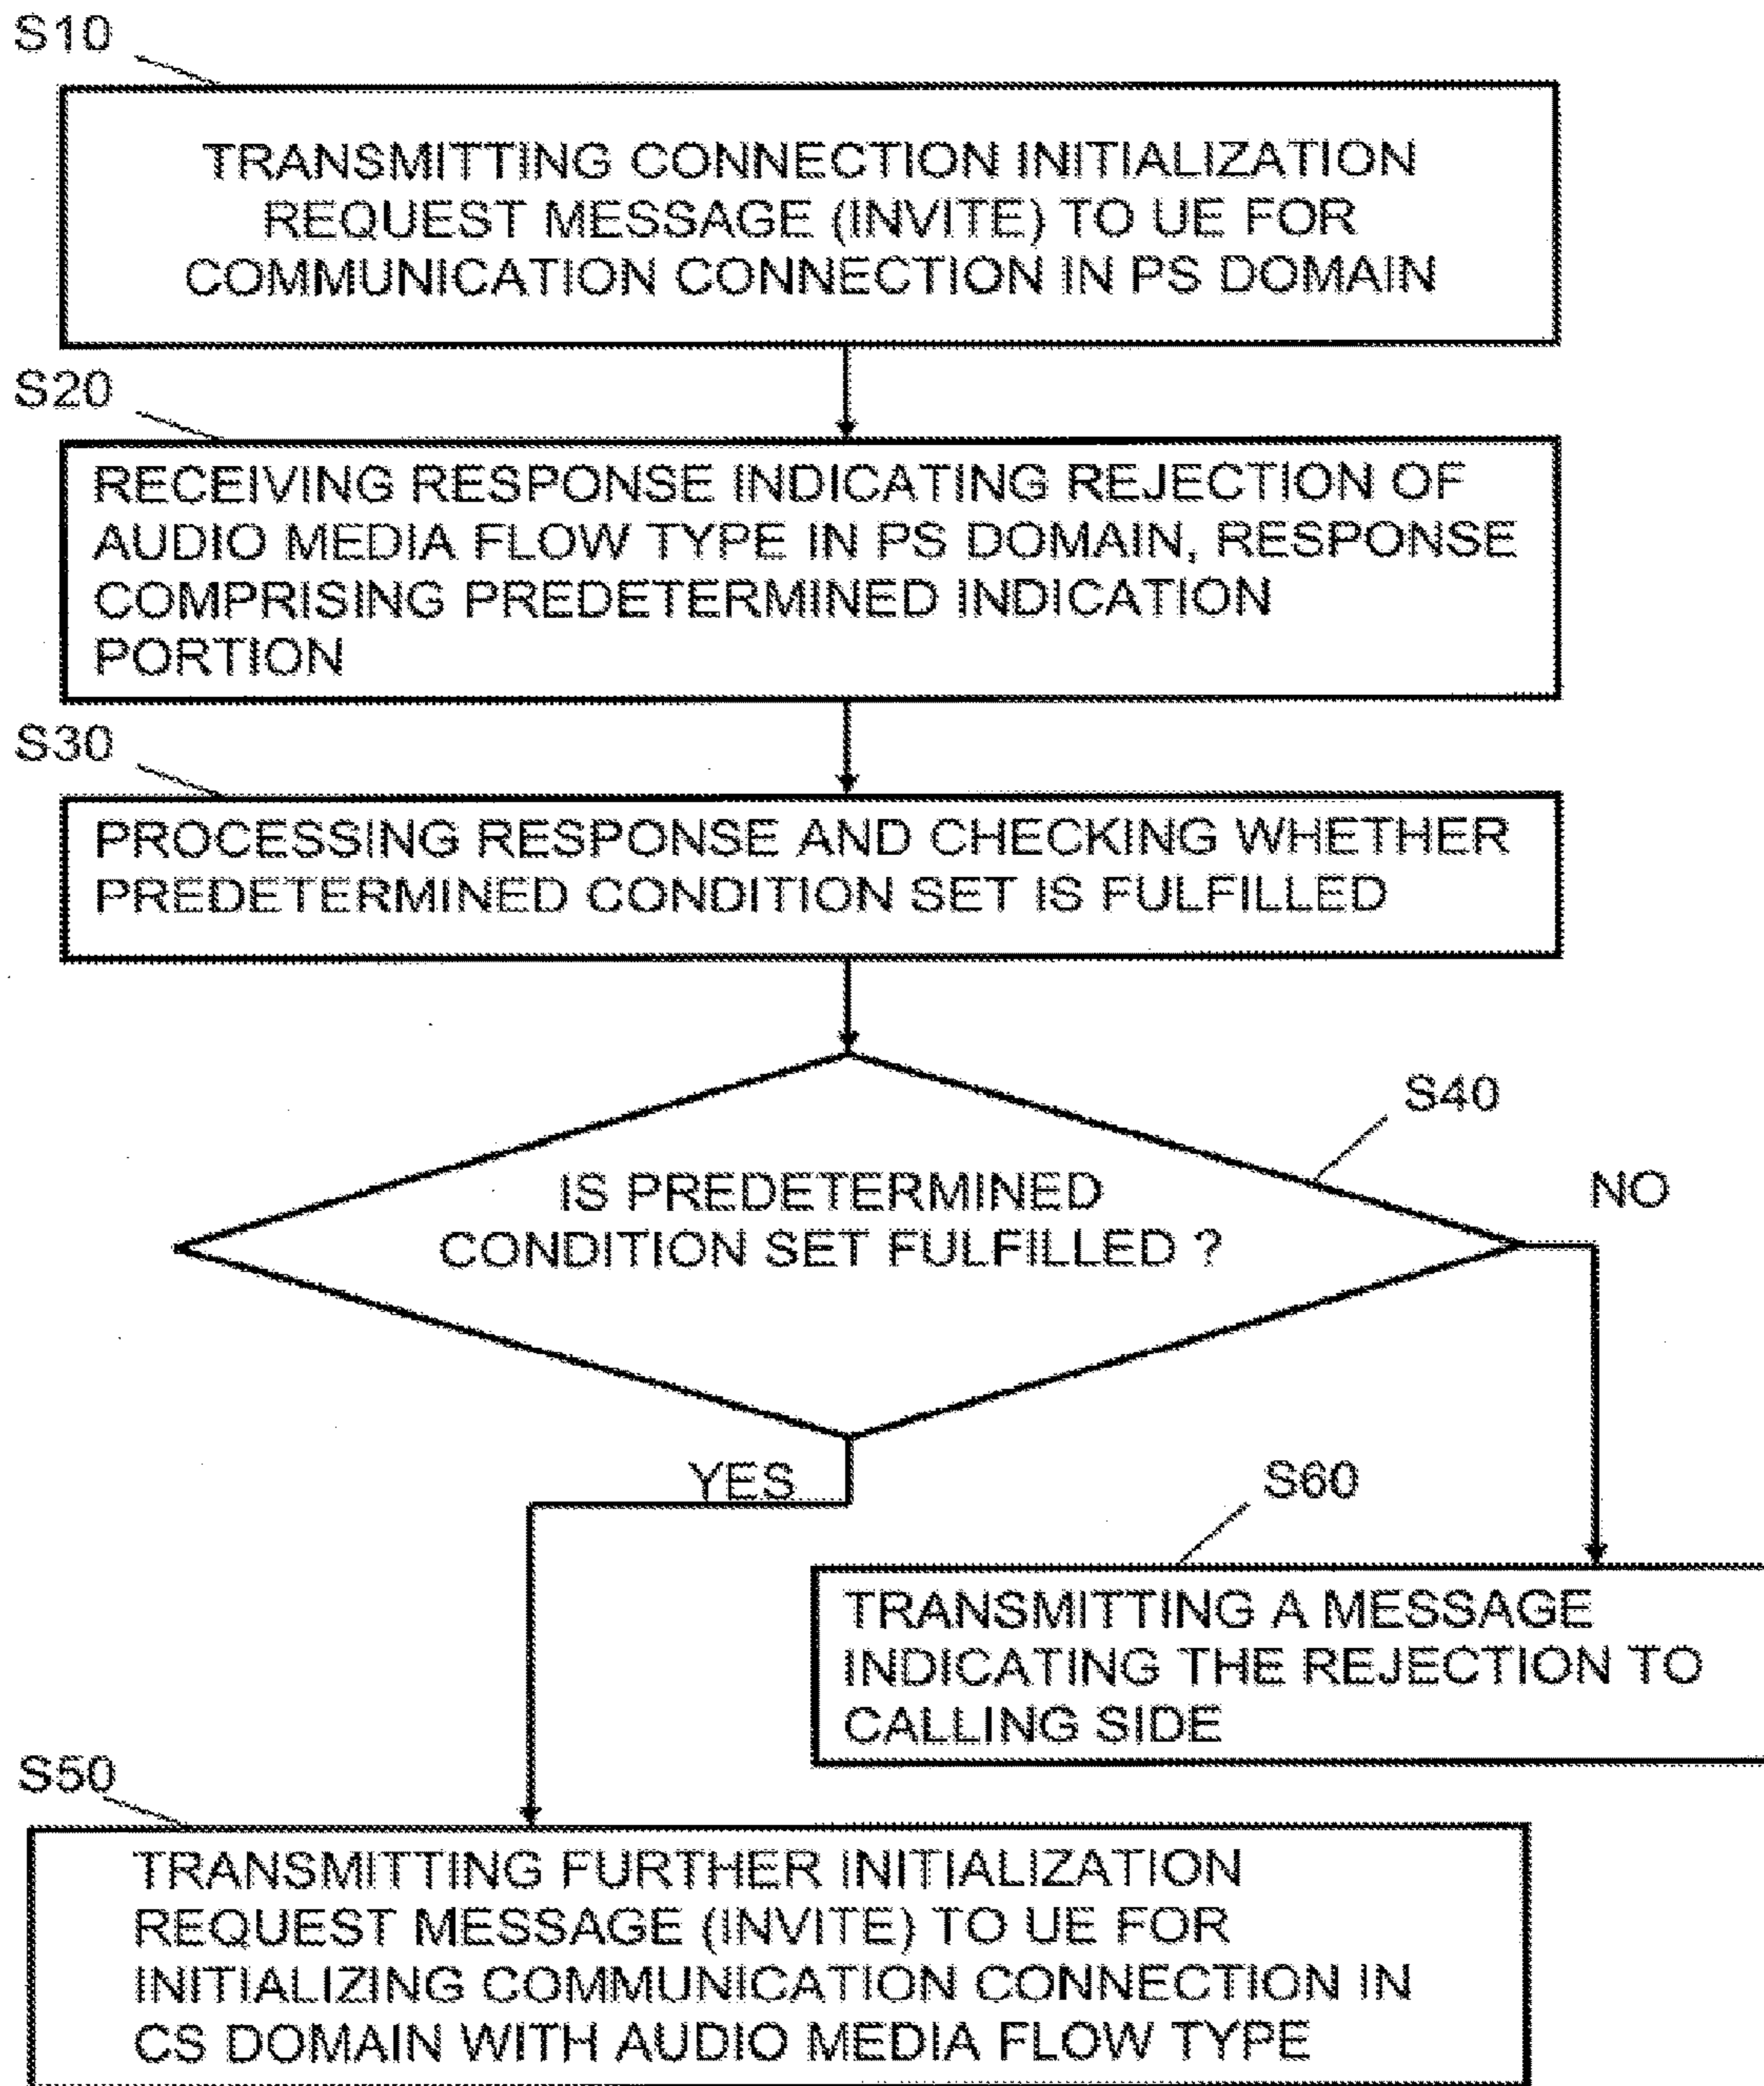 S10
TRANSMITTING CONNECTION INITIALIZATION
REQUEST MESSAGE (INVITE) TO UE FOR
COMMUNICATION CONNECTION IN PS DOMAIN
S20
RECEIVING RESPONSE INDICATING REJECTION OF
AUDIO MEDIA FLOW TYPE IN PS DOMAIN, RESPONSE
COMPRISING PREDETERMINED INDICATION
PORTION
S30
PROCESSING RESPONSE AND CHECKING WHETHER
PREDETERMINED CONDITION SET IS FULFILLED
S40
IS PREDETERMINED
CONDITION SET FULFILLED ?
NO
YES
S60
TRANSMITTING A MESSAGE
INDICATING THE REJECTION TO
CALLING SIDE
S50
TRANSMITTING FURTHER INITIALIZATION
REQUEST MESSAGE (INVITE) TO UE FOR
INITIALIZING COMMUNICATION CONNECTION IN
CS DOMAIN WITH AUDIO MEDIA FLOW TYPE